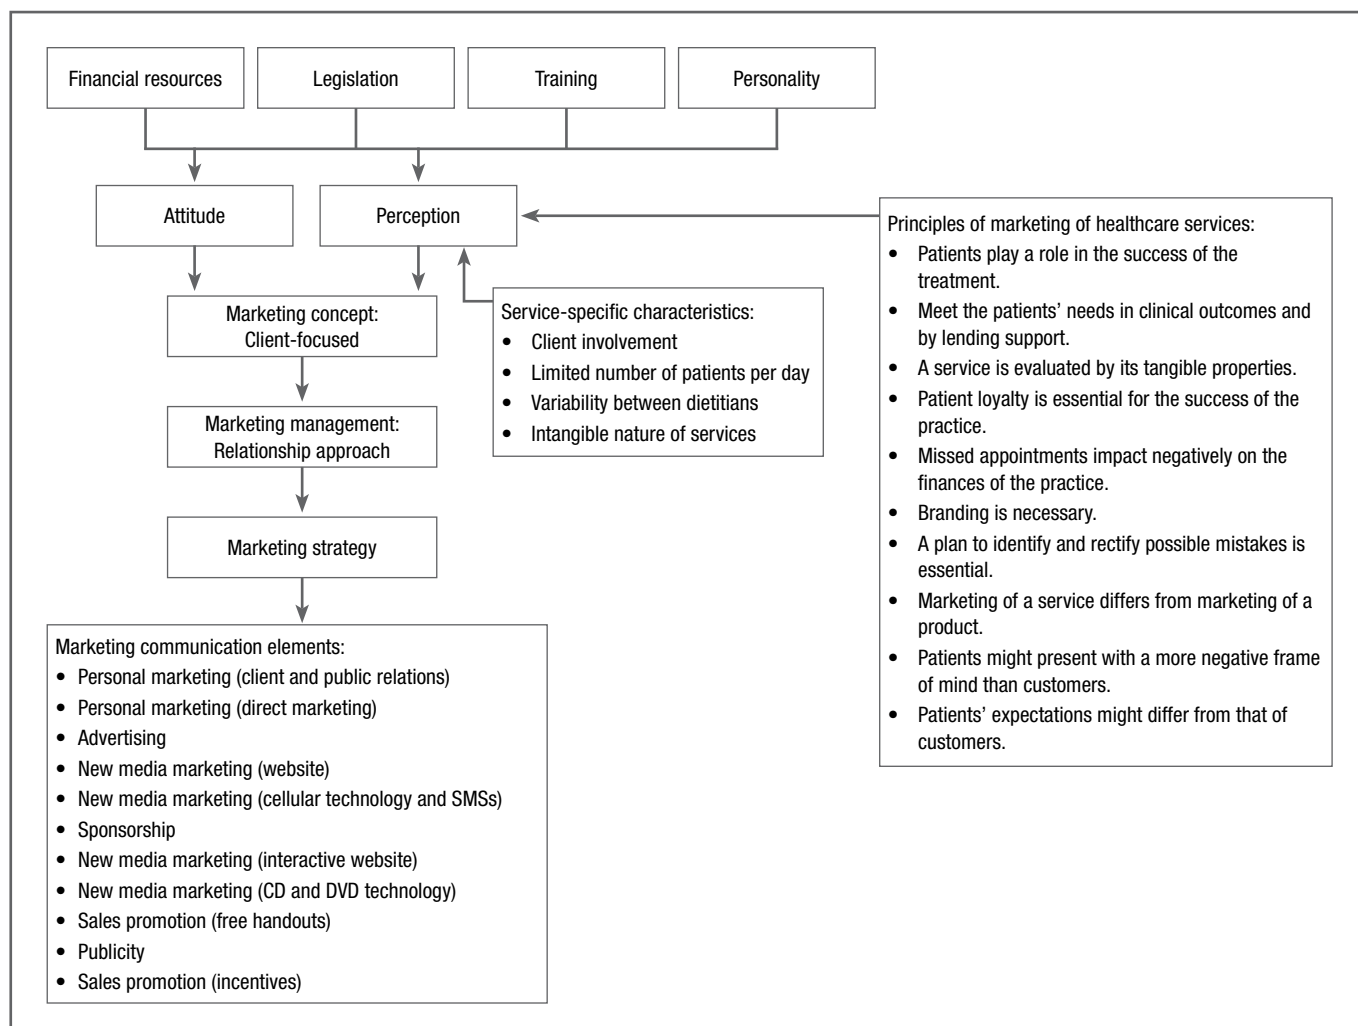 Financial resources
Legislation
Training
Personality
Attitude
Perception
Marketing concept:
Client-focused
Marketing management:
Relationship approach
Marketing strategy
Service-specific characteristics:
• Client involvement
• Limited number of patients per day
• Variability between dietitians
• Intangible nature of services
Principles of marketing of healthcare services:
• Patients play a role in the success of the
treatment.
• Meet the patients’ needs in clinical outcomes and
by lending support.
• A service is evaluated by its tangible properties.
• Patient loyalty is essential for the success of the
practice.
• Missed appointments impact negatively on the
finances of the practice.
• Branding is necessary.
• A plan to identify and rectify possible mistakes is
essential.
• Marketing of a service differs from marketing of a
product.
• Patients might present with a more negative frame
of mind than customers.
• Patients’ expectations might differ from that of
customers.
Marketing communication elements:
• Personal marketing (client and public relations)
• Personal marketing (direct marketing)
• Advertising
• New media marketing (website)
• New media marketing (cellular technology and SMSs)
• Sponsorship
• New media marketing (interactive website)
• New media marketing (CD and DVD technology)
• Sales promotion (free handouts)
• Publicity
• Sales promotion (incentives)